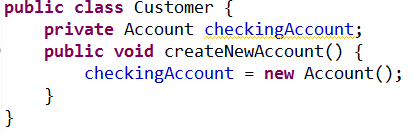 public class Customer {
    private Account checkingAccount;
    public void createNewAccount() {
        checkingAccount = new Account();
    }
}